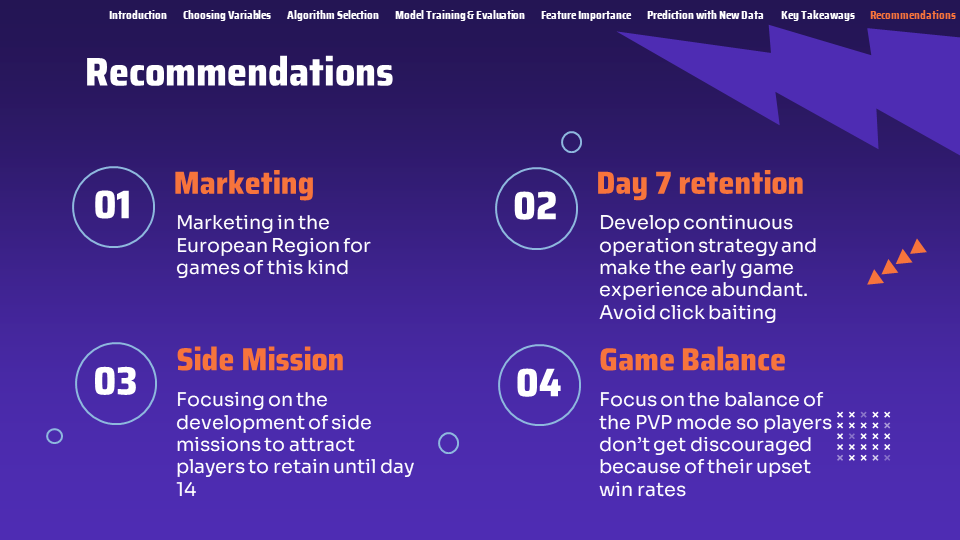 Introduction Choosing Variables Algorithm Selection Model Training & Evaluation Feature Importance Prediction with New Data Key Takeaways Recommendations
Recommendations
01
Marketing
Marketing in the
European Region for
games of this kind
02
Day 7 retention
Develop continuous
operation strategy and
make the early game
experience abundant.
Avoid click baiting
03
Side Mission
Focusing on the
development of side
missions to attract
players to retain until day
14
04
Game Balance
Focus on the balance of
the PVP mode so players
don’t get discouraged
because of their upset
win rates